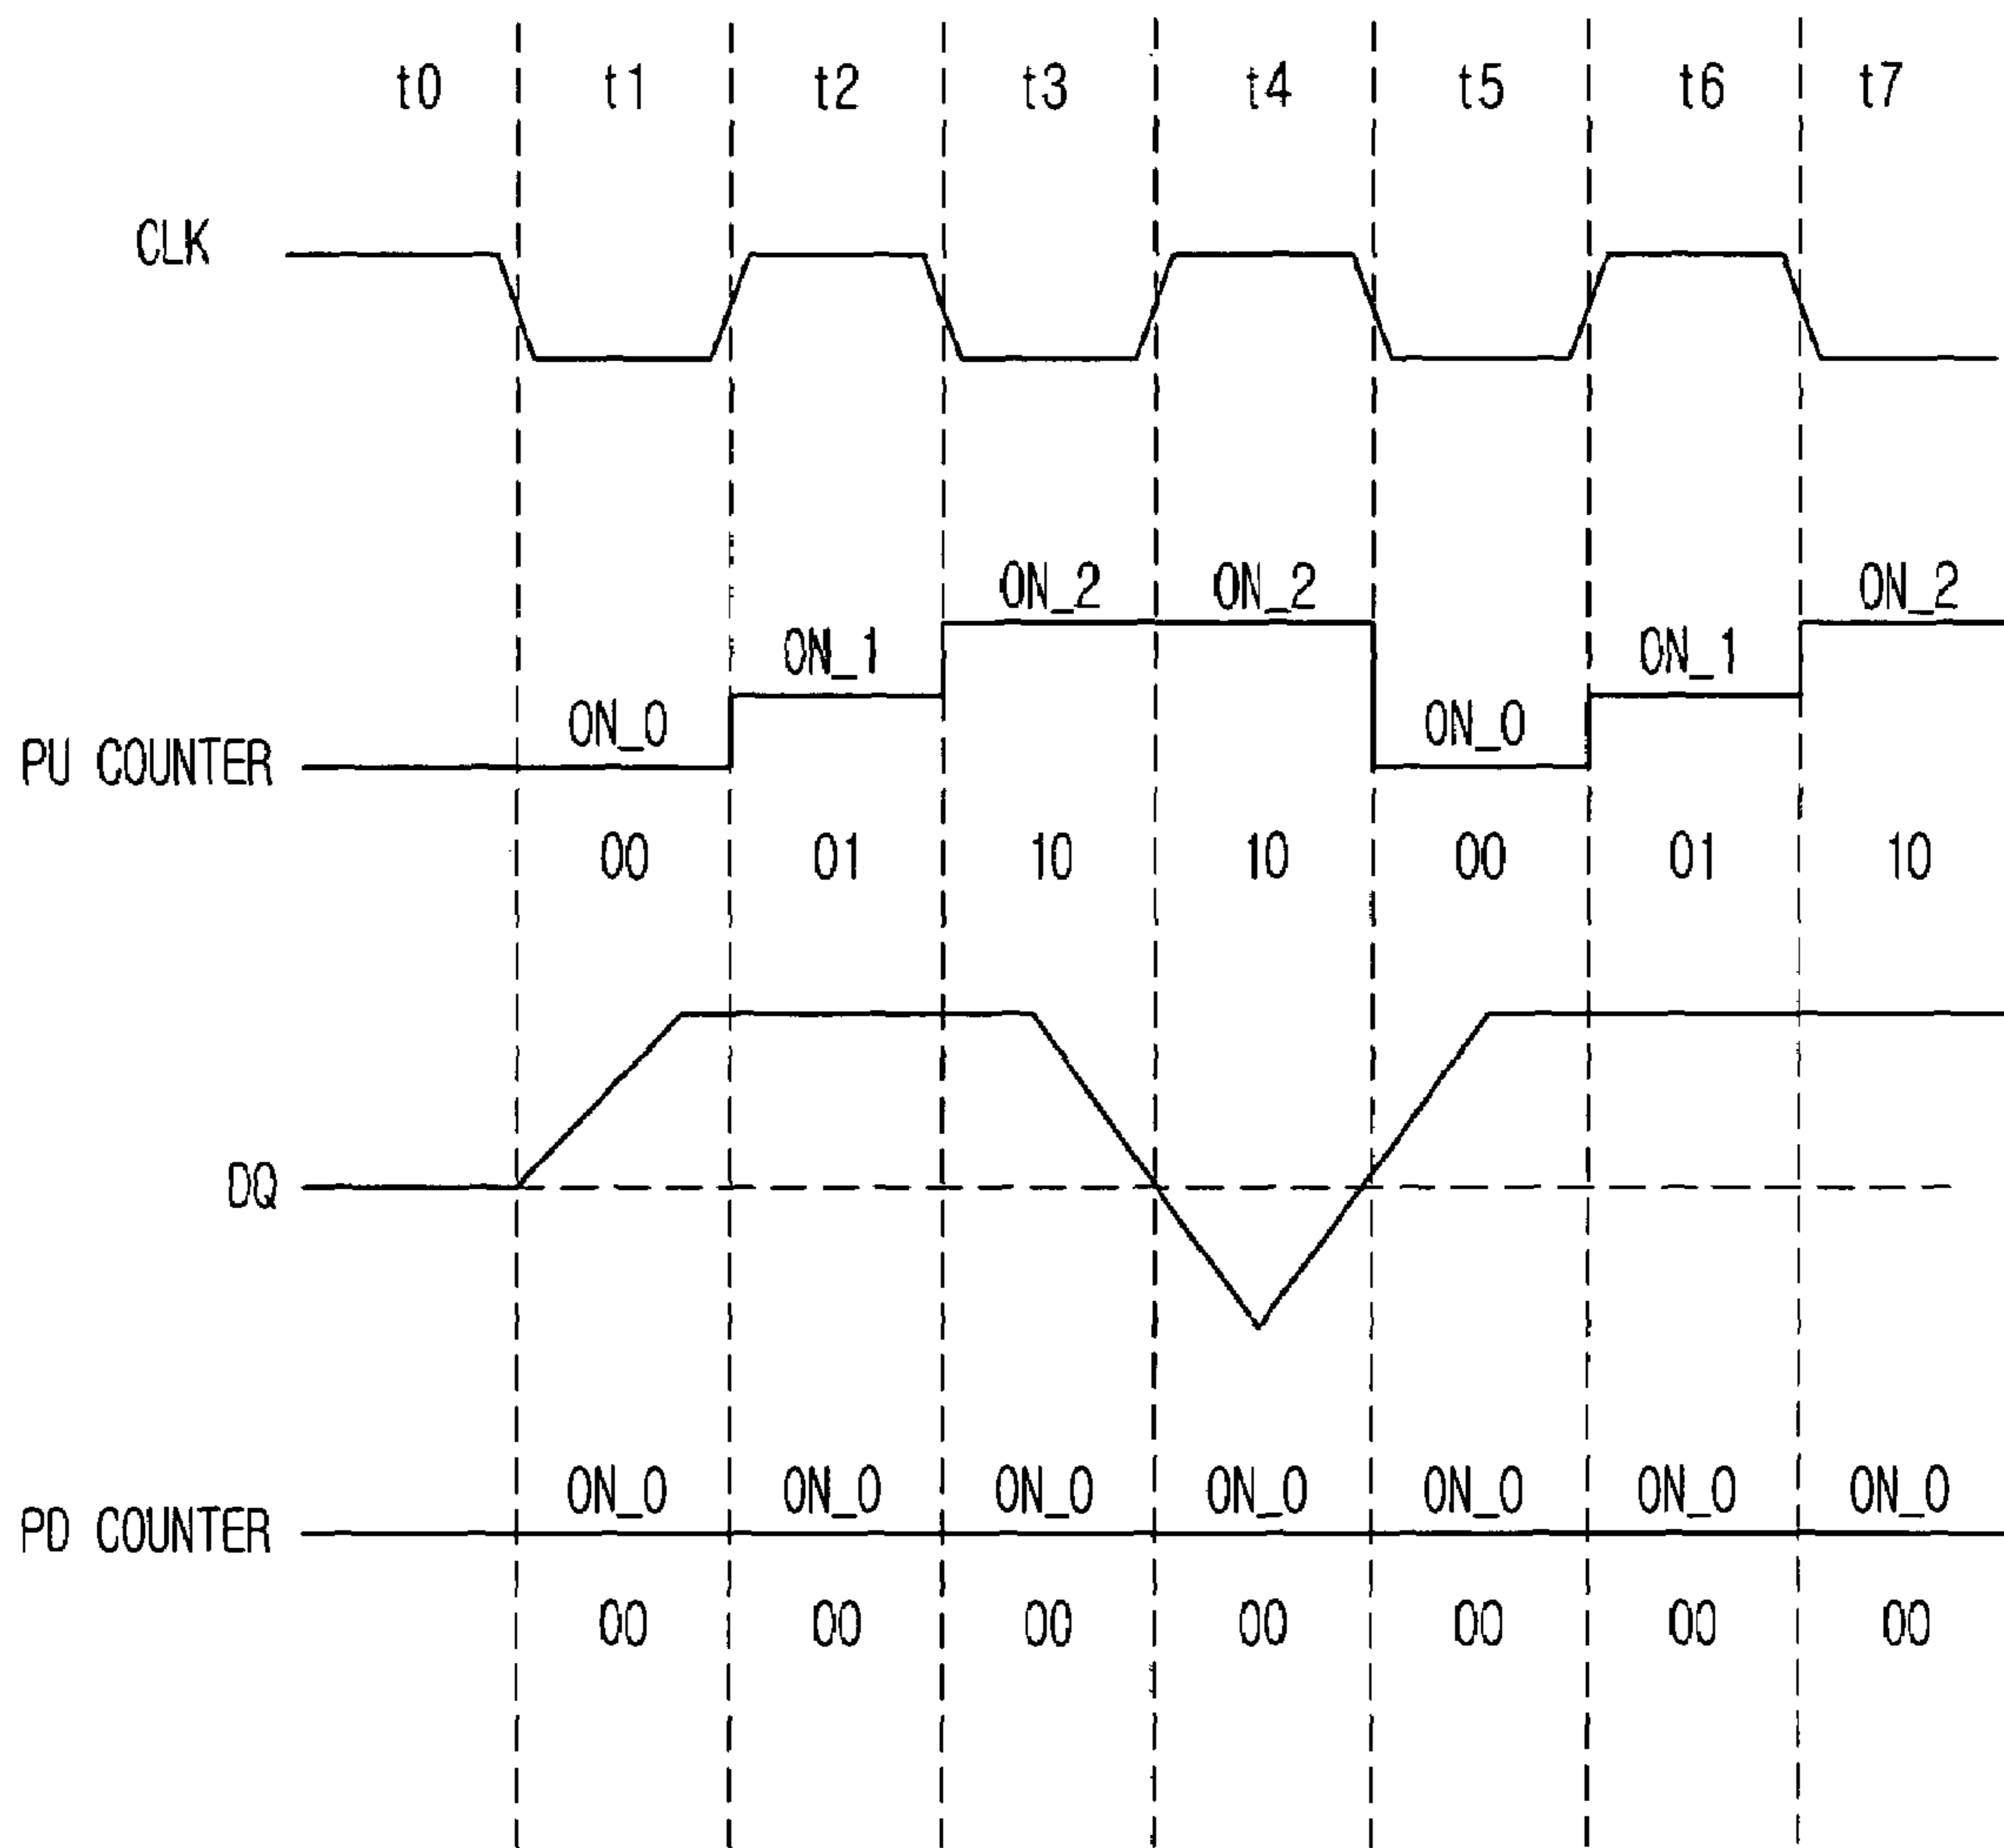 t0 t1 t2 t3 t4 t5 t6 t7
CLK
ON_2 ON_2 ON_2
ON_1 ON_1
ON_0 ON_0
PU COUNTER
00 01 10 10 00 01 10
DQ
ON_0 ON_0 ON_0 ON_0 ON_0 ON_0 ON_0
PD COUNTER
00 00 00 00 00 00 00